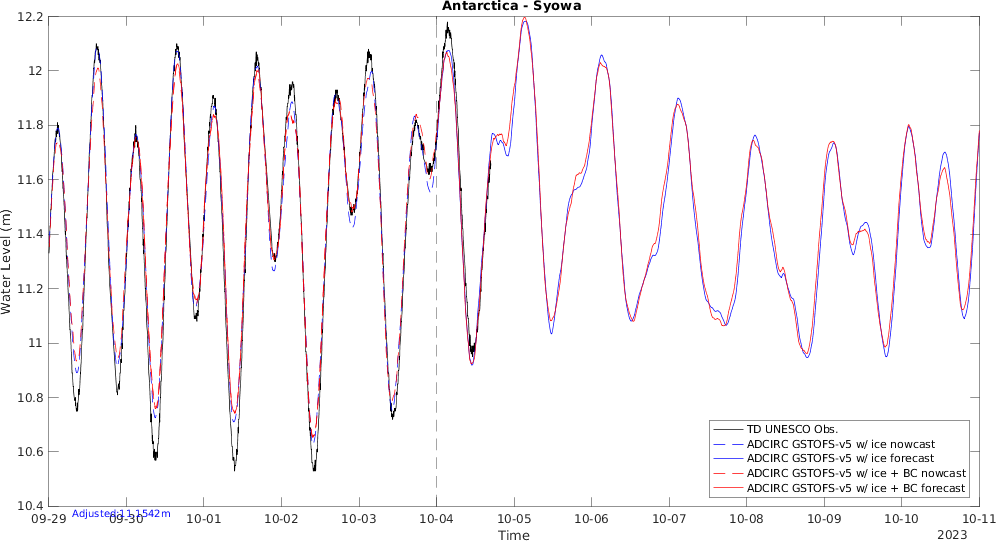 Antarctica - Syowa
Water Level (m)
12.2
12
11.8
11.6
11.4
11.2
11
10.8
10.6
10.4
TD UNESCO Obs.
ADCIRC GSTOFS-v5 w/ ice nowcast
ADCIRC GSTOFS-v5 w/ ice forecast
ADCIRC GSTOFS-v5 w/ ice + BC nowcast
ADCIRC GSTOFS-v5 w/ ice + BC forecast
Adjusted:11.1542m
09-29 09-30 10-01 10-02 10-03 10-04 10-05 10-06 10-07 10-08 10-09 10-10 10-11
Time
2023